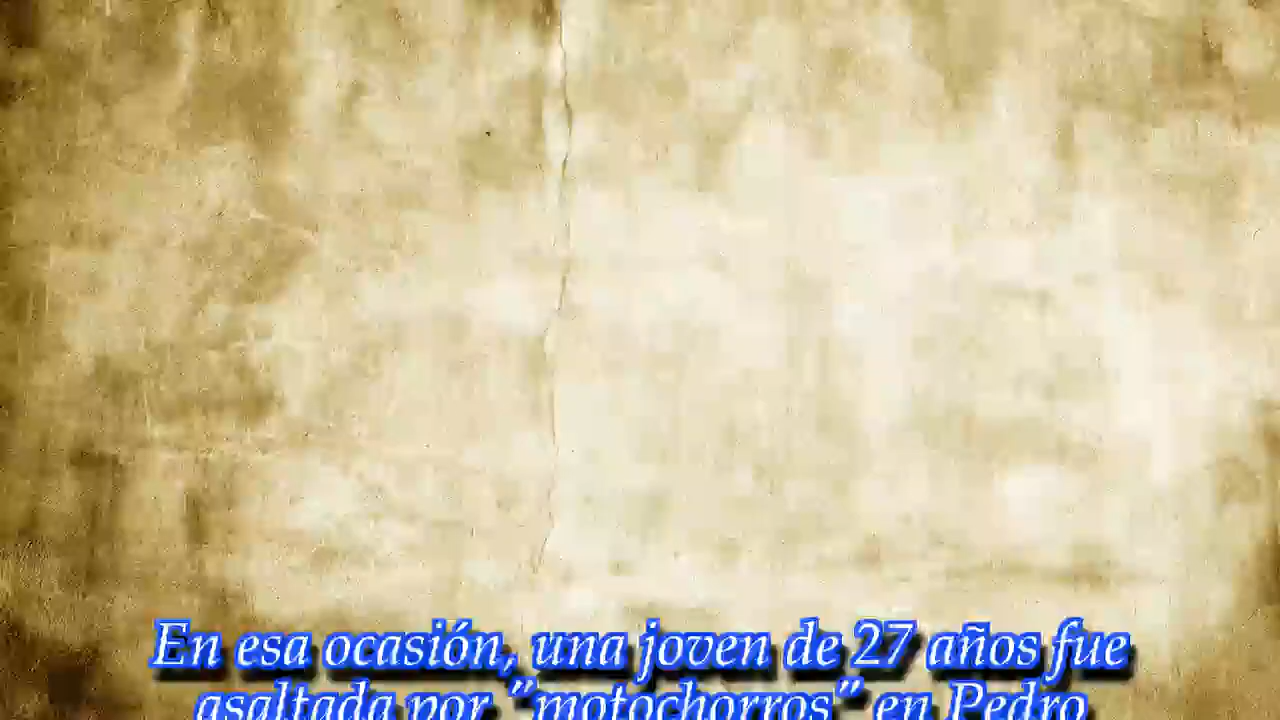 En esa ocasión, una joven de 27 años fue
asaltada por "motochorros" en Pedro